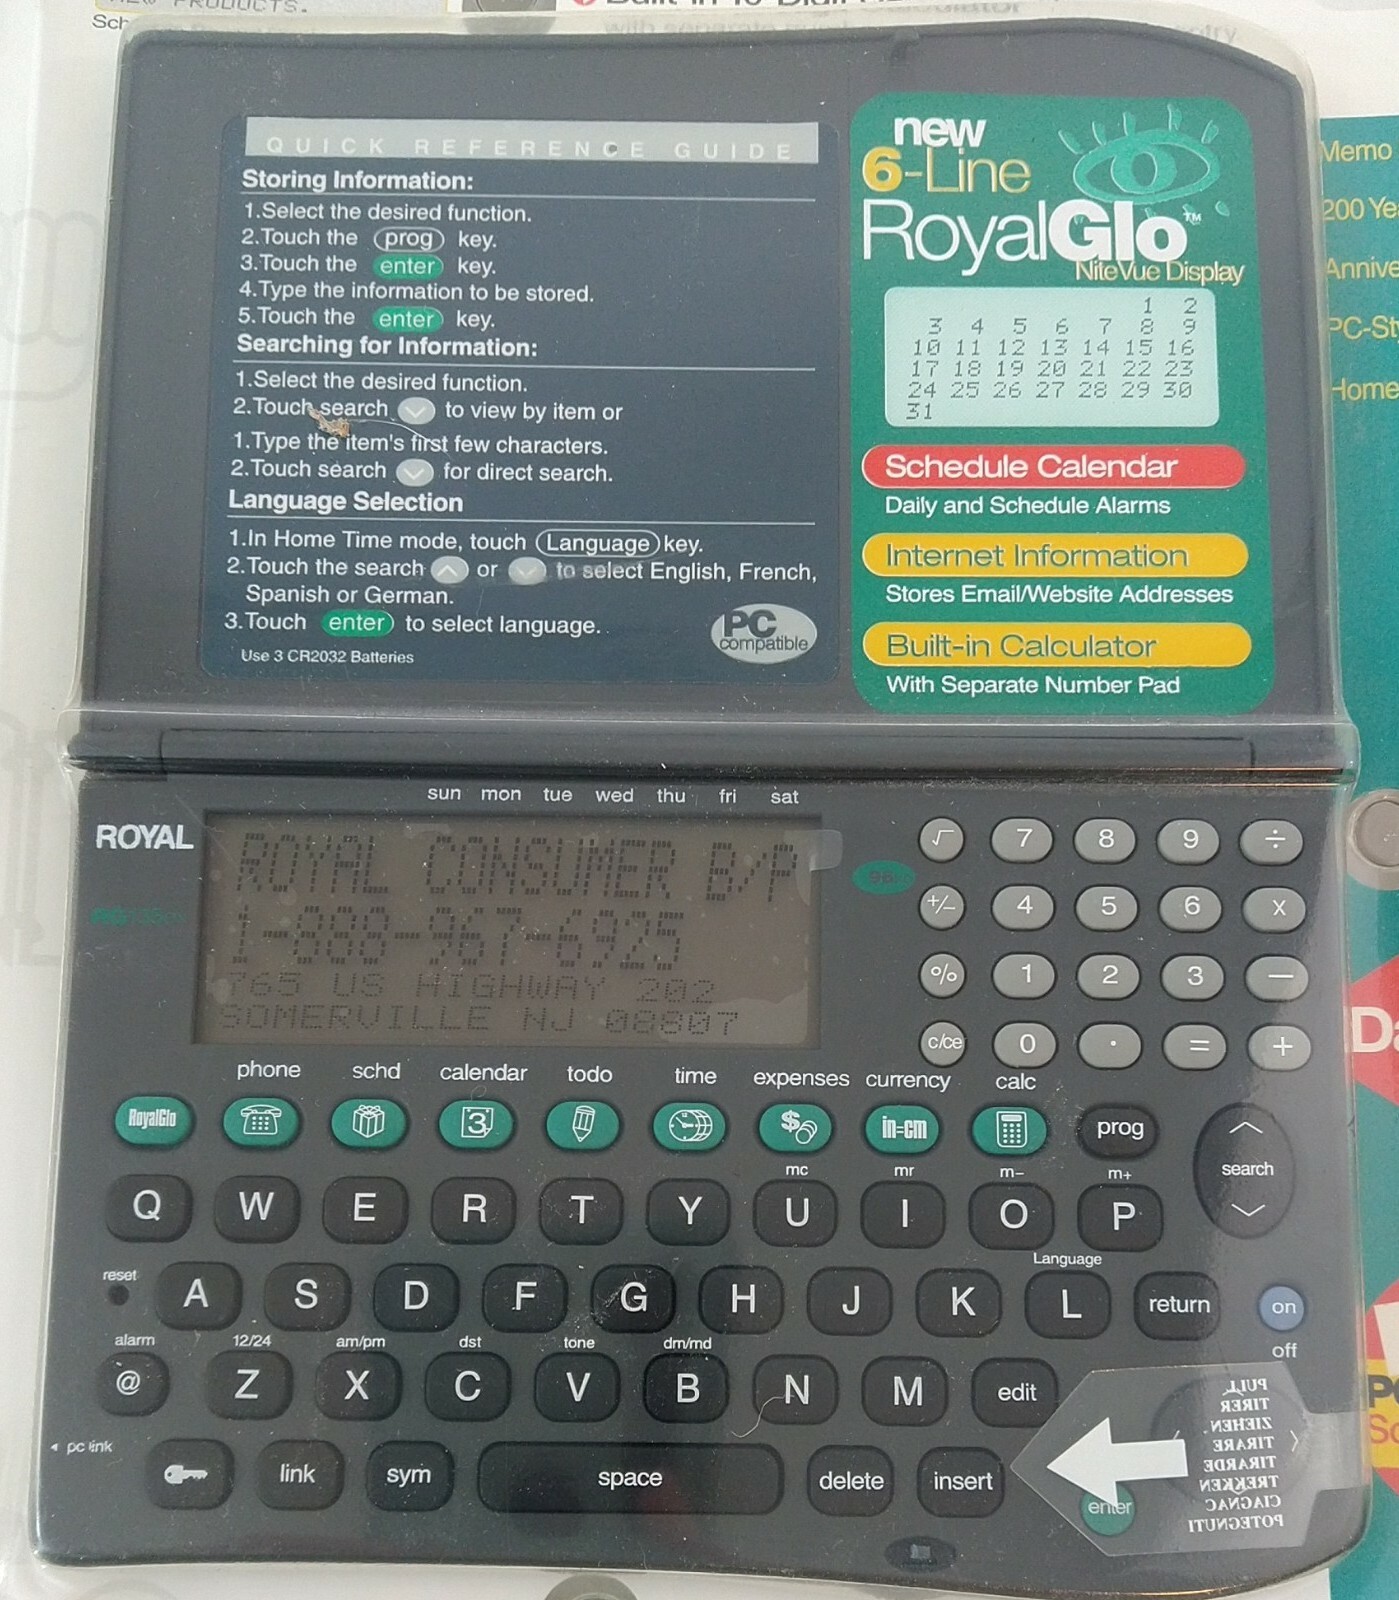 NEW PRODUCTS.
QUICK REFERENCE GUIDE
Storing Information:
1.Select the desired function.
2.Touch the prog key.
3.Touch the enter key.
4.Type the information to be stored.
5.Touch the enter key.
Searching for Information:
1.Select the desired function.
2.Touch search to view by item or
1.Type the item's first few characters.
2.Touch search for direct search.
Language Selection
1.In Home Time mode, touch Language key.
2.Touch the search or to select English, French,
Spanish or German.
3.Touch enter to select language.
Use 3 CR2032 Batteries
PC
compatible
new
6-Line
RoyalGlo™
NiteVue Display
1 2
3 4 5 6 7 8 9
10 11 12 13 14 15 16
17 18 19 20 21 22 23
24 25 26 27 28 29 30
31
Schedule Calendar
Daily and Schedule Alarms
Internet Information
Stores Email/Website Addresses
Built-in Calculator
With Separate Number Pad
Memo
200 Ye
Annive
PC-St
Home
sun mon tue wed thu fri sat
ROYAL
ROYAL CONSUMER B/P
1-888-967-6925
765 US HIGHWAY 202
SOMERVILLE NJ 08807
√ 7 8 9 ÷
+/- 4 5 6 x
% 1 2 3 −
c/ce 0 . = +
phone schd calendar todo time expenses currency calc
RoyalGlo 3 $ in=cm prog
search
mc mr m- m+
Q W E R T Y U I O P
Language
reset A S D F G H J K L return on
off
alarm 12/24 am/pm dst tone dm/md
@ Z X C V B N M edit
pc link
link sym space delete insert enter
PULL
TIRER
ZIEHEN
TIRARE
TIRARDE
TREKKEN
CIAGNAC
POTEGNUTI